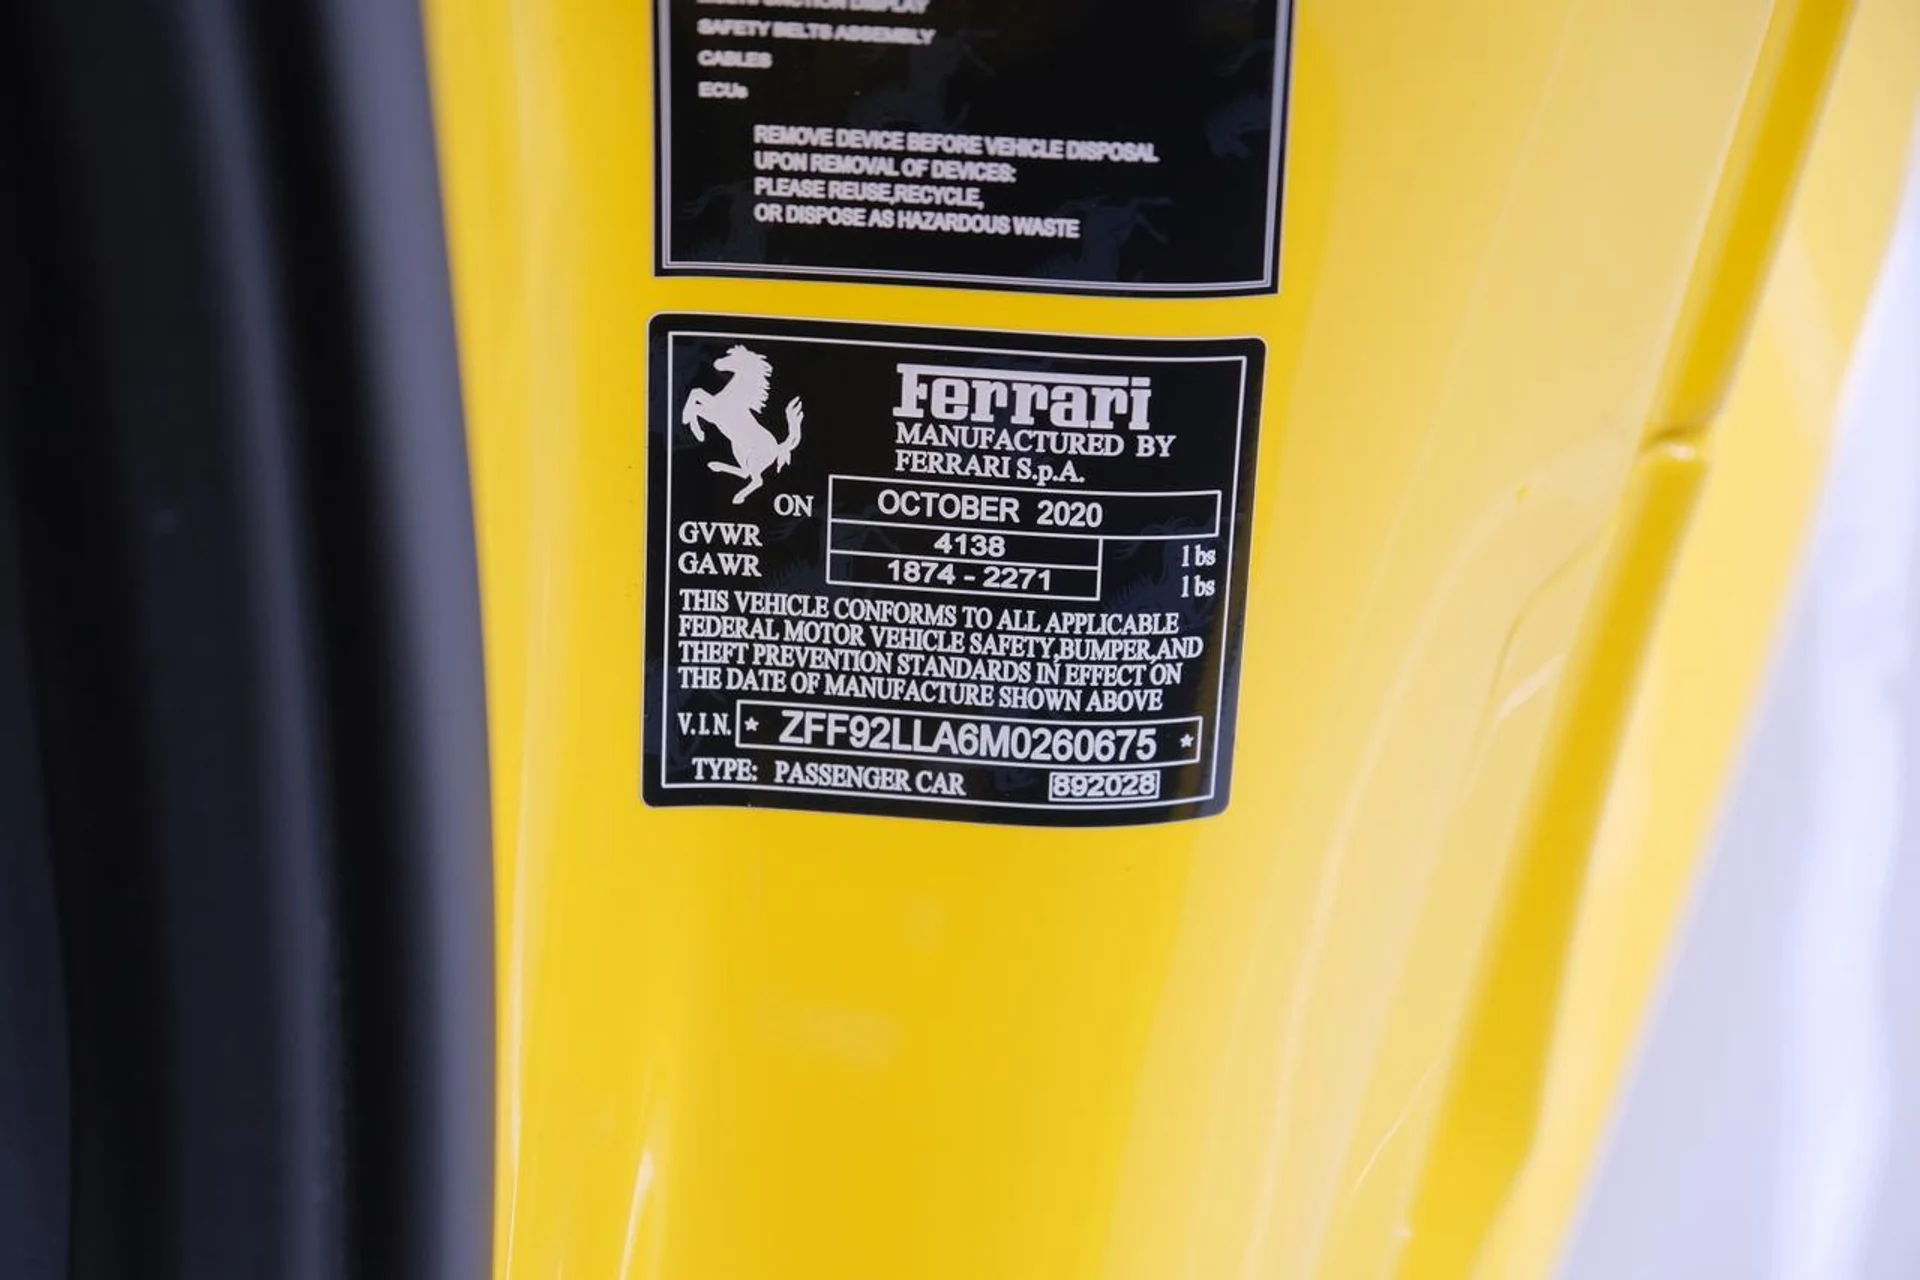 MULTIFUNCTION DISPLAY
SAFETY BELTS ASSEMBLY
CABLES
ECUs
REMOVE DEVICE BEFORE VEHICLE DISPOSAL
UPON REMOVAL OF DEVICES:
PLEASE REUSE,RECYCLE,
OR DISPOSE AS HAZARDOUS WASTE
Ferrari
MANUFACTURED BY
FERRARI S.p.A.
ON OCTOBER 2020
GVWR 4138 lbs
GAWR 1874 - 2271 lbs
THIS VEHICLE CONFORMS TO ALL APPLICABLE
FEDERAL MOTOR VEHICLE SAFETY,BUMPER,AND
THEFT PREVENTION STANDARDS IN EFFECT ON
THE DATE OF MANUFACTURE SHOWN ABOVE
V.I.N. * ZFF92LLA6M0260675 *
TYPE: PASSENGER CAR 892028